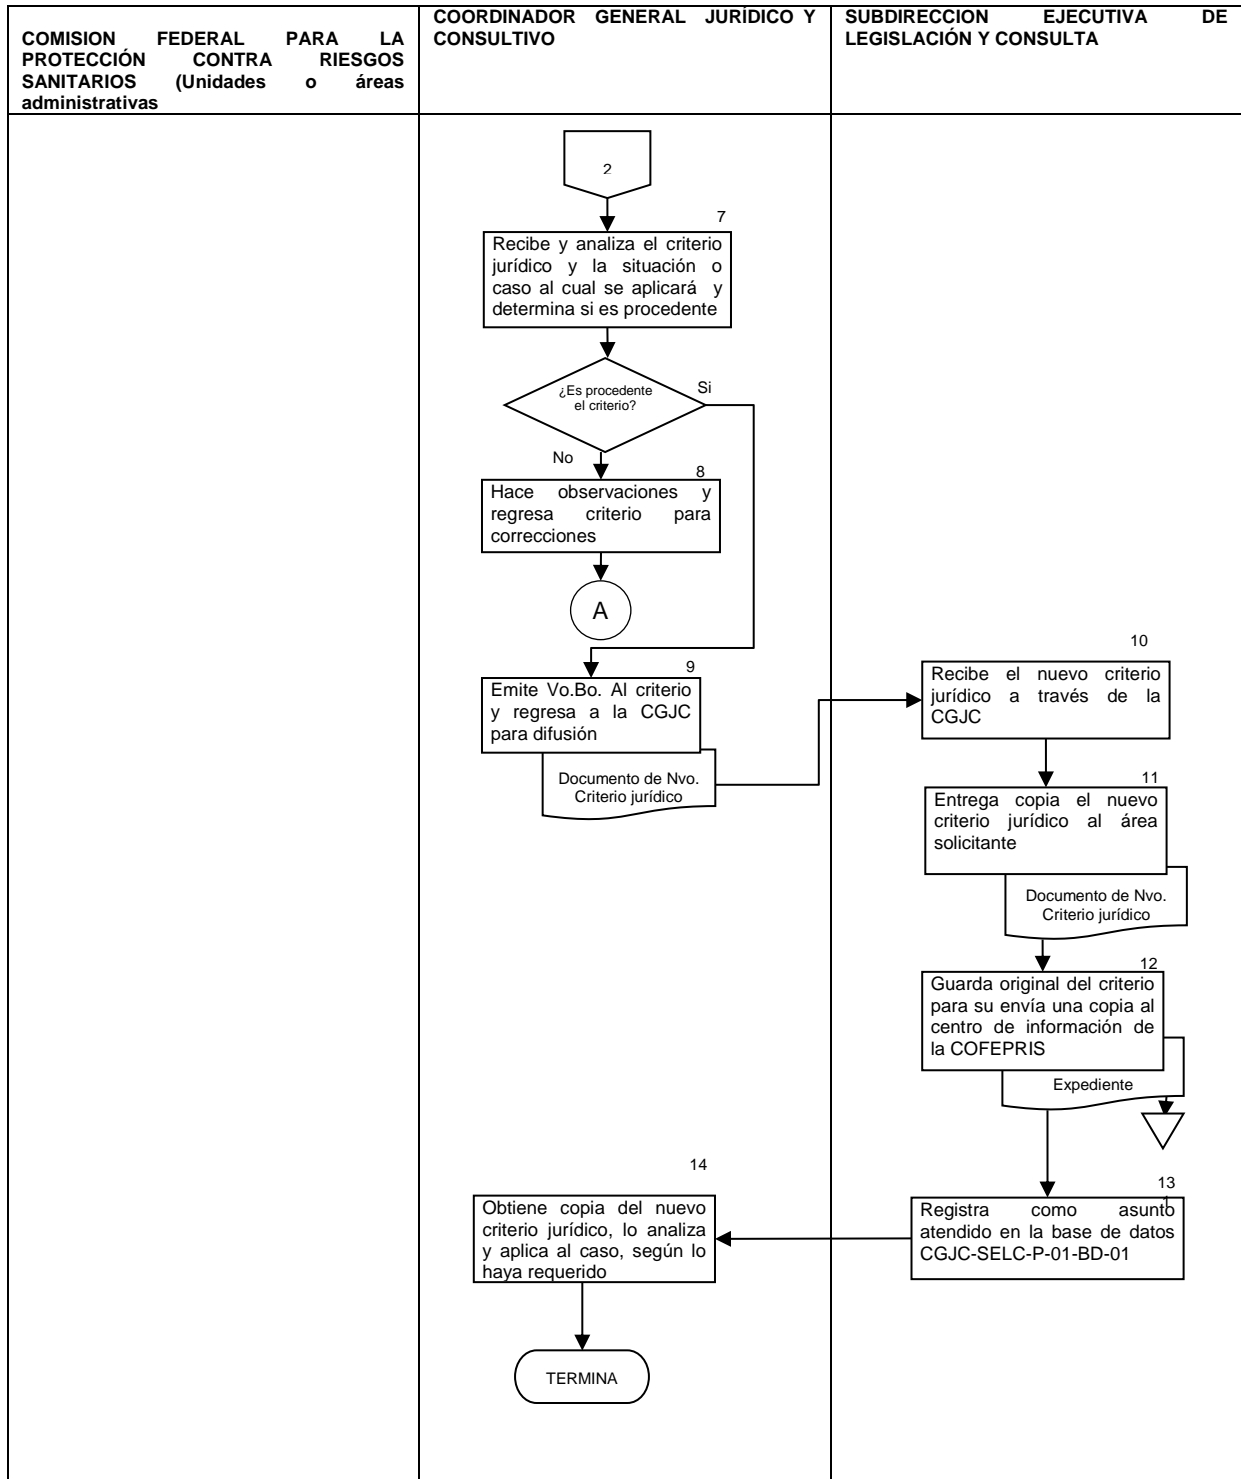 COMISION FEDERAL PARA LA
PROTECCIÓN CONTRA RIESGOS
SANITARIOS (Unidades o áreas
administrativas
COORDINADOR GENERAL JURÍDICO Y
CONSULTIVO
SUBDIRECCION EJECUTIVA DE
LEGISLACIÓN Y CONSULTA
2
7
Recibe y analiza el criterio
jurídico y la situación o
caso al cual se aplicará y
determina si es procedente
¿Es procedente
el criterio?
Si
No
8
Hace observaciones y
regresa criterio para
correcciones
A
9
Emite Vo.Bo. Al criterio
y regresa a la CGJC
para difusión
Documento de Nvo.
Criterio jurídico
10
Recibe el nuevo criterio
jurídico a través de la
CGJC
11
Entrega copia el nuevo
criterio jurídico al área
solicitante
Documento de Nvo.
Criterio jurídico
12
Guarda original del criterio
para su envía una copia al
centro de información de
la COFEPRIS
Expediente
13
Registra como asunto
atendido en la base de datos
CGJC-SELC-P-01-BD-01
14
Obtiene copia del nuevo
criterio jurídico, lo analiza
y aplica al caso, según lo
haya requerido
TERMINA